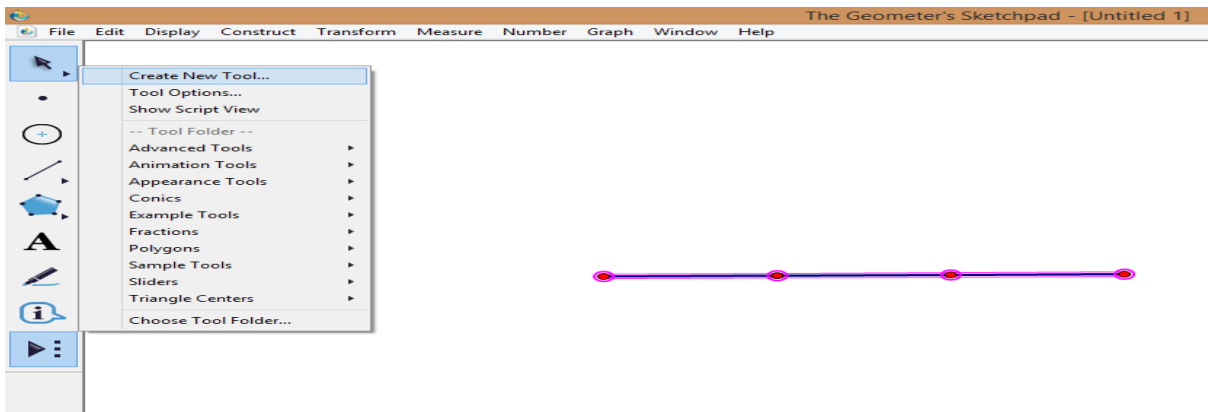 The Geometer's Sketchpad - [Untitled 1]
File Edit Display Construct Transform Measure Number Graph Window Help
Create New Tool...
Tool Options...
Show Script View
-- Tool Folder --
Advanced Tools
Animation Tools
Appearance Tools
Conics
Example Tools
Fractions
Polygons
Sample Tools
Sliders
Triangle Centers
Choose Tool Folder...
A
i